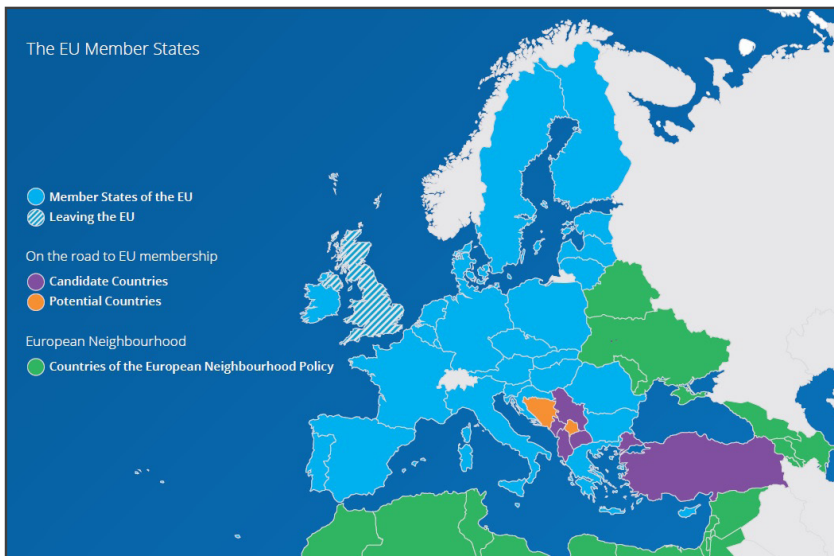 The EU Member States
Member States of the EU
Leaving the EU
On the road to EU membership
Candidate Countries
Potential Countries
European Neighbourhood
Countries of the European Neighbourhood Policy